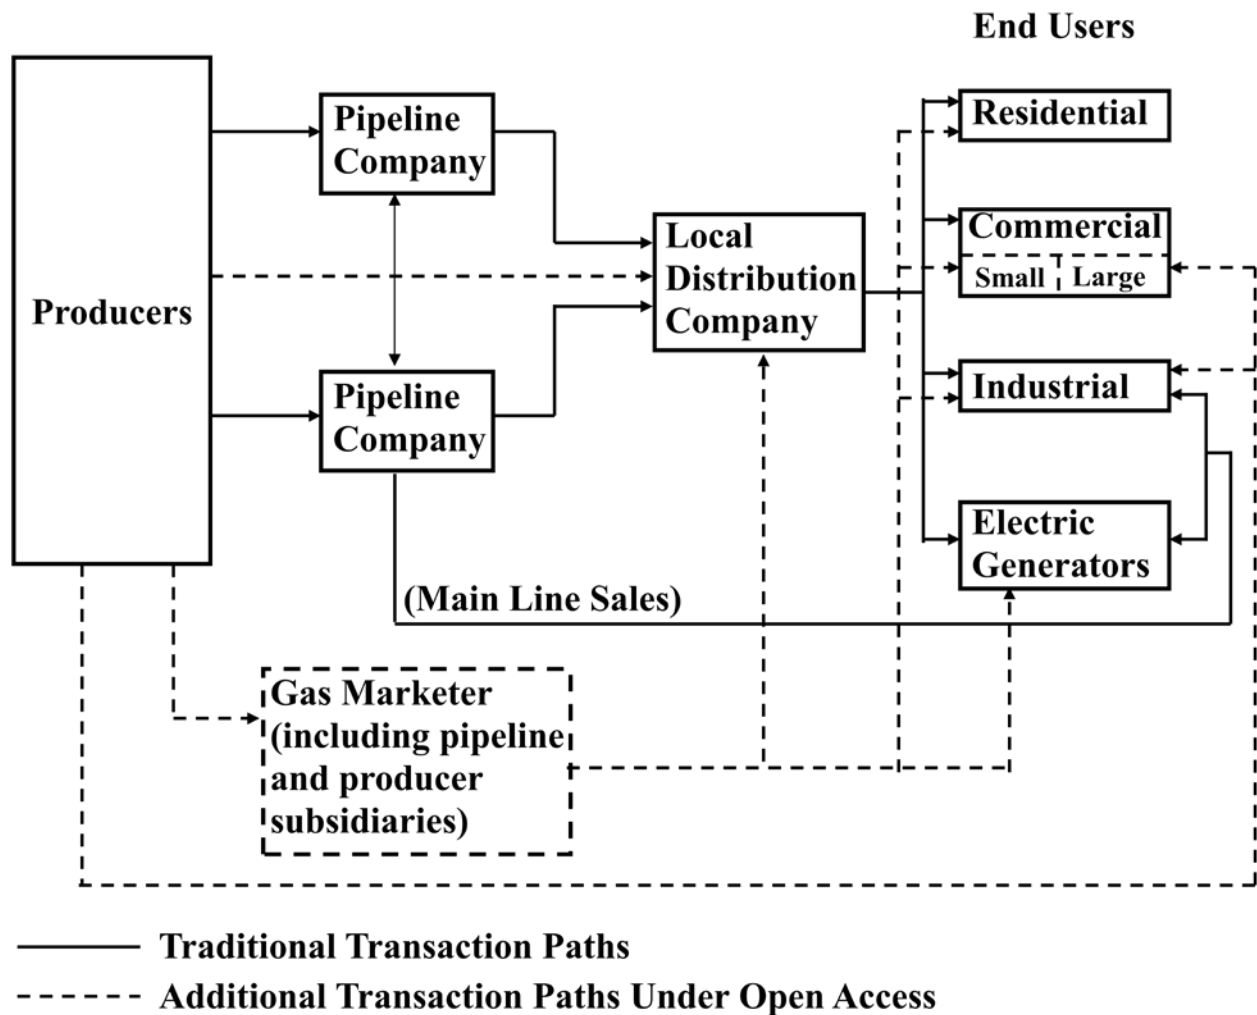 End Users
Producers
Pipeline
Company
Pipeline
Company
Local
Distribution
Company
Residential
Commercial
Small
Large
Industrial
Electric
Generators
(Main Line Sales)
Gas Marketer
(including pipeline
and producer
subsidiaries)
Traditional Transaction Paths
Additional Transaction Paths Under Open Access